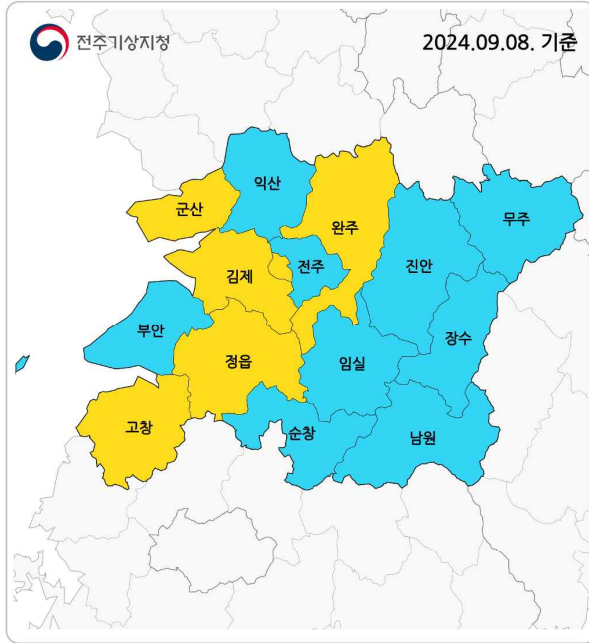 전주기상지청
2024.09.08. 기준
익산
군산
완주
무주
전주
진안
김제
부안
장수
정읍
임실
고창
순창
남원